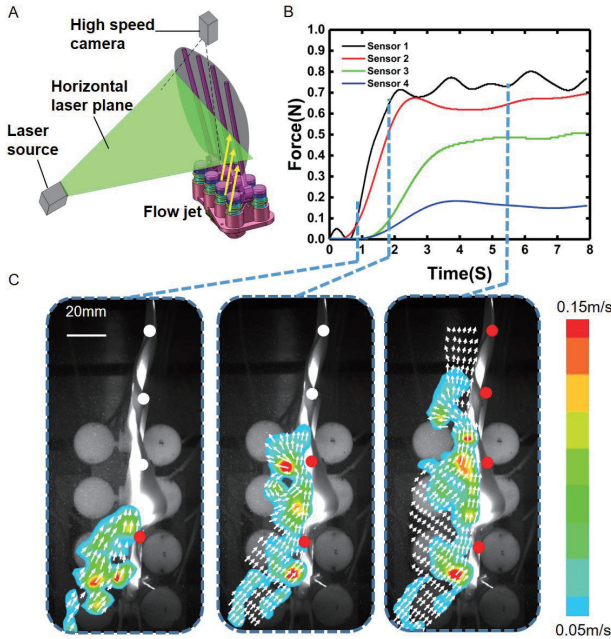 A
High speed
camera
Horizontal
laser plane
Laser
source
Flow jet
B
Force(N)
1.0
0.9
0.8
0.7
0.6
0.5
0.4
0.3
0.2
0.1
0.0
Sensor 1
Sensor 2
Sensor 3
Sensor 4
0 1 2 3 4 5 6 7 8
Time(S)
C
20mm
0.15m/s
0.05m/s